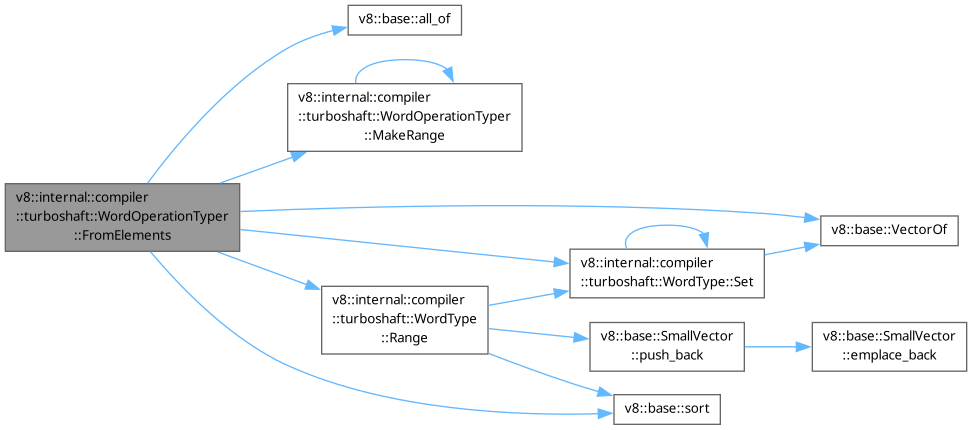 v8::base::all_of
v8::internal::compiler
::turboshaft::WordOperationTyper
::MakeRange
v8::internal::compiler
::turboshaft::WordOperationTyper
::FromElements
v8::base::VectorOf
v8::internal::compiler
::turboshaft::WordType::Set
v8::internal::compiler
::turboshaft::WordType
::Range
v8::base::SmallVector
::push_back
v8::base::SmallVector
::emplace_back
v8::base::sort